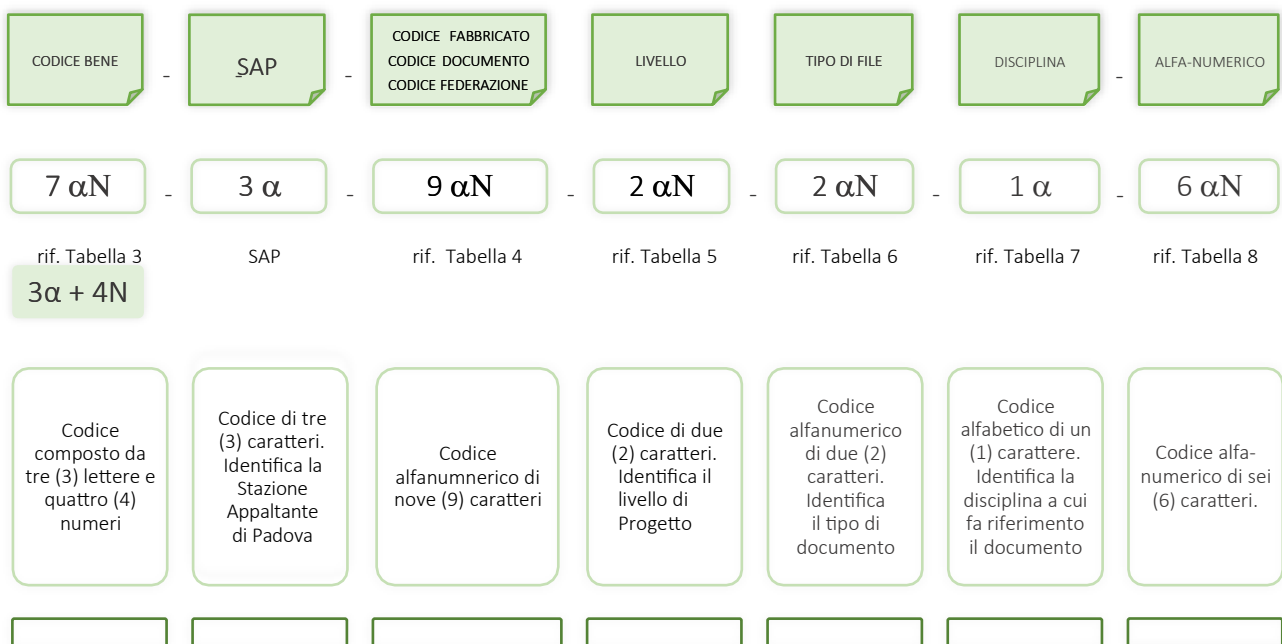 CODICE BENE
-
SAP
-
CODICE FABBRICATO
CODICE DOCUMENTO
CODICE FEDERAZIONE
LIVELLO
TIPO DI FILE
DISCIPLINA
-
ALFA-NUMERICO
7 αN
-
3 α
-
9 αN
-
2 αN
-
2 αN
-
1 α
-
6 αN
rif. Tabella 3
SAP
rif. Tabella 4
rif. Tabella 5
rif. Tabella 6
rif. Tabella 7
rif. Tabella 8
3α + 4N
Codice
composto da
tre (3) lettere e
quattro (4)
numeri
Codice di tre
(3) caratteri.
Identifica la
Stazione
Appaltante
di Padova
Codice
alfanumnerico di
nove (9) caratteri
Codice di due
(2) caratteri.
Identifica il
livello di
Progetto
Codice
alfanumerico
di due (2)
caratteri.
Identifica
il tipo di
documento
Codice
alfabetico di un
(1) carattere.
Identifica la
disciplina a cui
fa riferimento
il documento
Codice alfa-
numerico di sei
(6) caratteri.